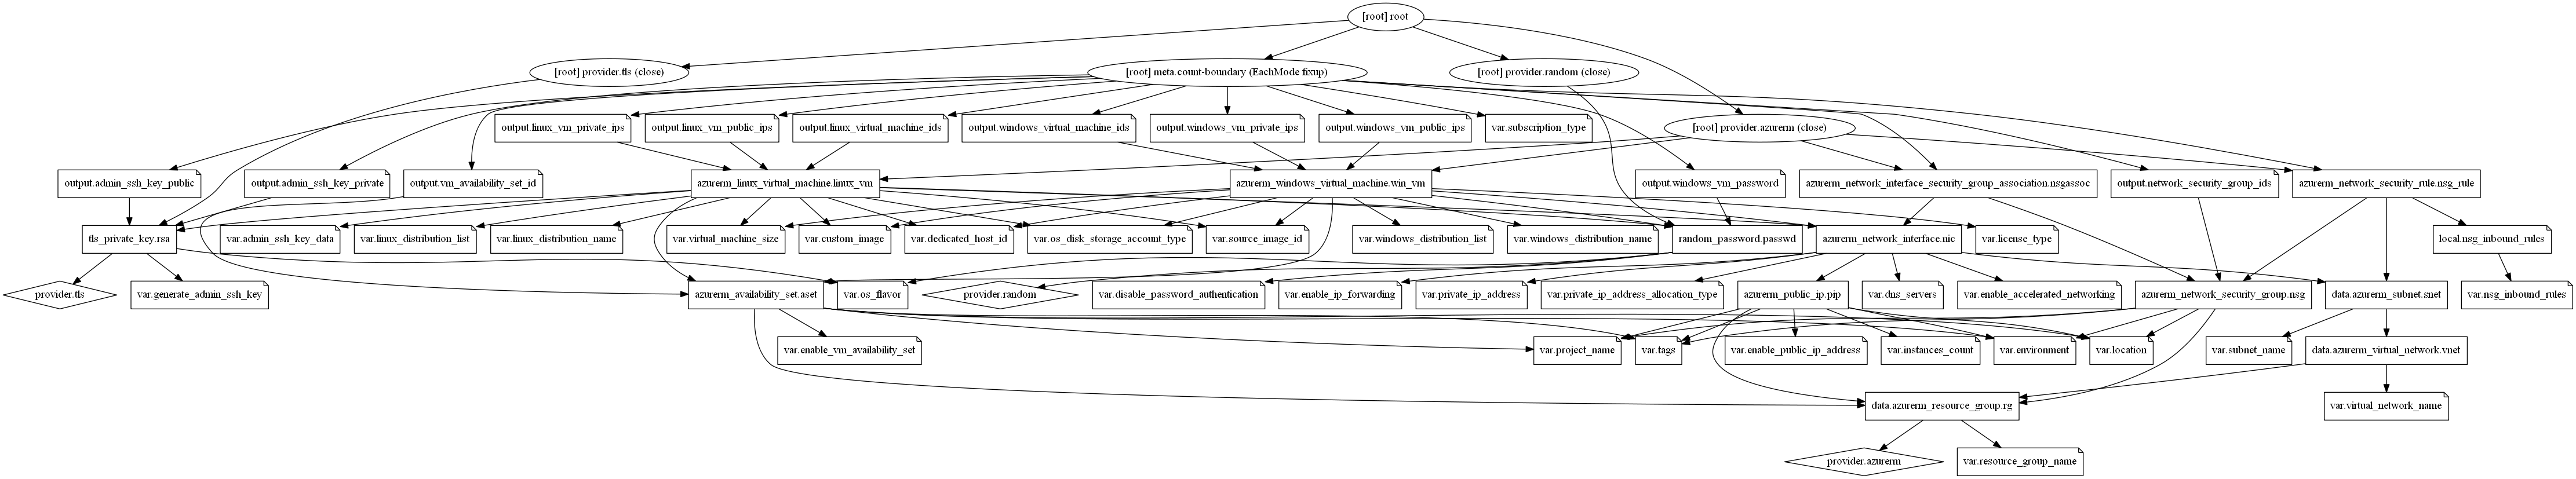 [root] root
[root] provider.tls (close)
[root] meta.count-boundary (EachMode fixup)
[root] provider.random (close)
output.linux_vm_private_ips
output.linux_vm_public_ips
output.linux_virtual_machine_ids
output.windows_virtual_machine_ids
output.windows_vm_private_ips
output.windows_vm_public_ips
var.subscription_type
[root] provider.azurerm (close)
output.admin_ssh_key_public
output.admin_ssh_key_private
output.vm_availability_set_id
azurerm_linux_virtual_machine.linux_vm
azurerm_windows_virtual_machine.win_vm
output.windows_vm_password
azurerm_network_interface_security_group_association.nsgassoc
output.network_security_group_ids
azurerm_network_security_rule.nsg_rule
tls_private_key.rsa
var.admin_ssh_key_data
var.linux_distribution_list
var.linux_distribution_name
var.virtual_machine_size
var.custom_image
var.dedicated_host_id
var.os_disk_storage_account_type
var.source_image_id
var.windows_distribution_list
var.windows_distribution_name
random_password.passwd
azurerm_network_interface.nic
var.license_type
local.nsg_inbound_rules
provider.tls
var.generate_admin_ssh_key
azurerm_availability_set.aset
var.os_flavor
provider.random
var.disable_password_authentication
var.enable_ip_forwarding
var.private_ip_address
var.private_ip_address_allocation_type
azurerm_public_ip.pip
var.dns_servers
var.enable_accelerated_networking
azurerm_network_security_group.nsg
data.azurerm_subnet.snet
var.nsg_inbound_rules
var.enable_vm_availability_set
var.project_name
var.tags
var.enable_public_ip_address
var.instances_count
var.environment
var.location
var.subnet_name
data.azurerm_virtual_network.vnet
data.azurerm_resource_group.rg
var.virtual_network_name
provider.azurerm
var.resource_group_name